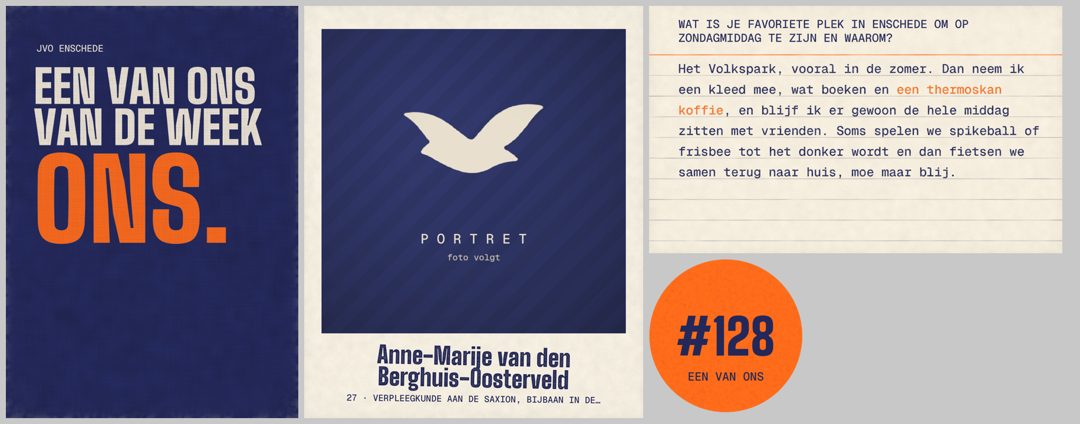 JVO ENSCHEDE
EEN VAN ONS
VAN DE WEEK
ONS.
PORTRET
foto volgt
Anne-Marije van den
Berghuis-Oosterveld
27 · VERPLEEGKUNDE AAN DE SAXION, BIJBAAN IN DE…
WAT IS JE FAVORIETE PLEK IN ENSCHEDE OM OP
ZONDAGMIDDAG TE ZIJN EN WAAROM?
Het Volkspark, vooral in de zomer. Dan neem ik
een kleed mee, wat boeken en een thermoskan
koffie, en blijf ik er gewoon de hele middag
zitten met vrienden. Soms spelen we spikeball of
frisbee tot het donker wordt en dan fietsen we
samen terug naar huis, moe maar blij.
#128
EEN VAN ONS